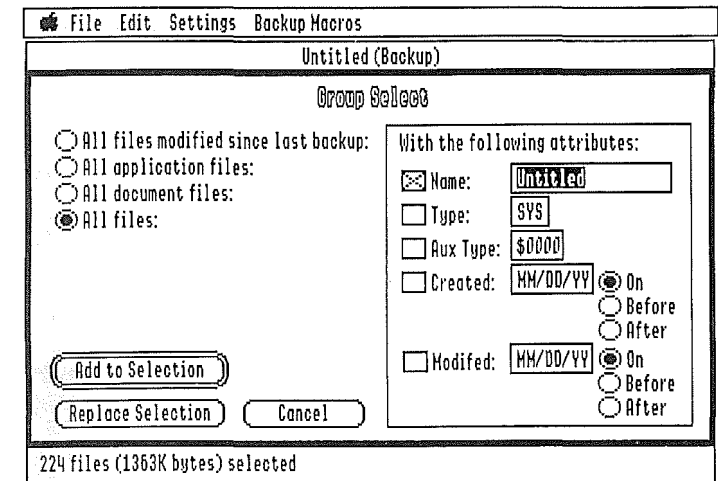 File Edit Settings Backup Macros
Untitled (Backup)
Group Select
All files modified since last backup:
All application files:
All document files:
All files:
With the following attributes:
Name: Untitled
Type: SYS
Aux Type: $0000
Created: MM/DD/YY On
Before
After
Modifed: MM/DD/YY On
Before
After
Add to Selection
Replace Selection Cancel
224 files (1363K bytes) selected